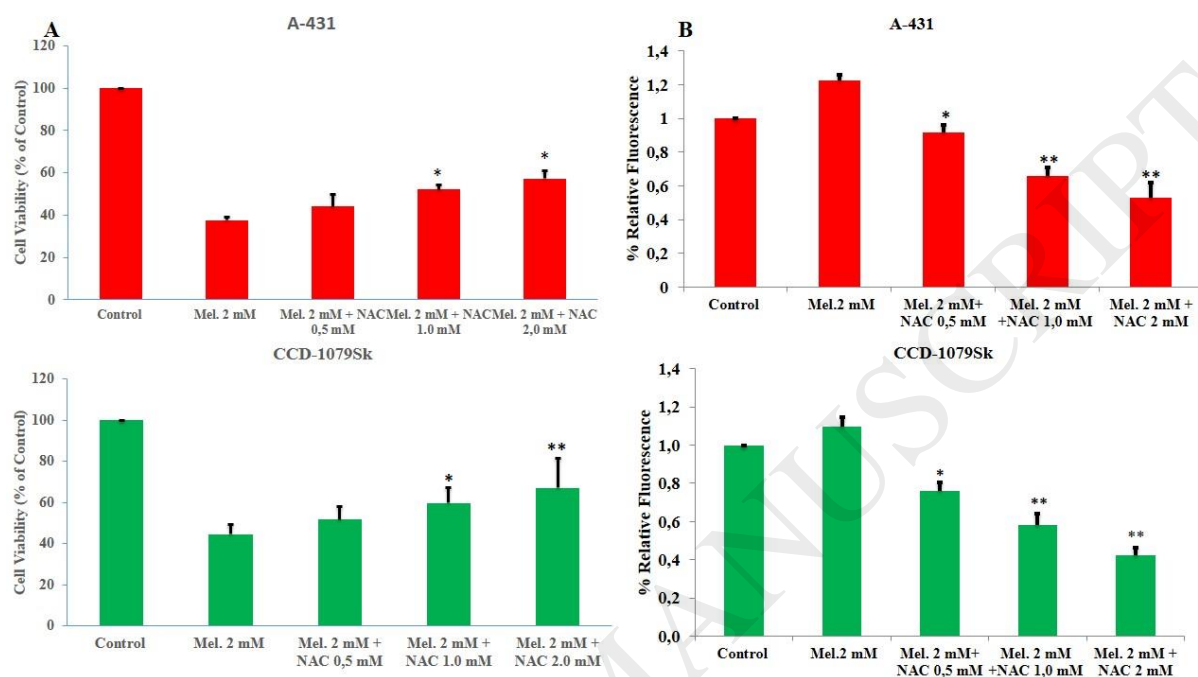 A
A-431
Cell Viability (% of Control)
120
100
80
60
40
20
0
*
*
Control
Mel. 2 mM
Mel. 2 mM + NAC
0,5 mM
Mel. 2 mM + NAC
1.0 mM
Mel. 2 mM + NAC
2,0 mM
B
A-431
% Relative Fluorescence
1,4
1,2
1
0,8
0,6
0,4
0,2
0
*
**
**
Control
Mel.2 mM
Mel. 2 mM+
NAC 0,5 mM
Mel. 2 mM
+NAC 1,0 mM
Mel. 2 mM +
NAC 2 mM
CCD-1079Sk
Cell Viability (% of Control)
120
100
80
60
40
20
0
*
**
Control
Mel. 2 mM
Mel. 2 mM +
NAC 0,5 mM
Mel. 2 mM +
NAC 1.0 mM
Mel. 2 mM +
NAC 2.0 mM
CCD-1079Sk
% Relative Fluorescence
1,4
1,2
1,0
0,8
0,6
0,4
0,2
0,0
*
**
**
Control
Mel.2 mM
Mel. 2 mM+
NAC 0,5 mM
Mel. 2 mM
+NAC 1,0 mM
Mel. 2 mM +
NAC 2 mM
MANUSCRIPT